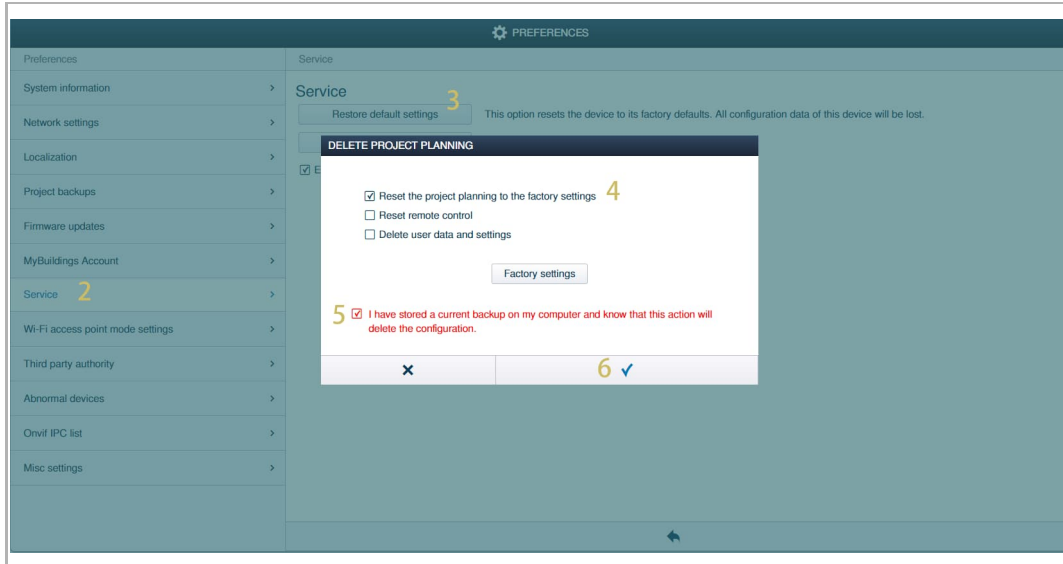 PREFERENCES
Preferences
Service
System information
Network settings
Localization
Project backups
Firmware updates
MyBuildings Account
Service 2
Wi-Fi access point mode settings
Third party authority
Abnormal devices
Onvif IPC list
Misc settings
Service
3
Restore default settings
This option resets the device to its factory defaults. All configuration data of this device will be lost.
E
DELETE PROJECT PLANNING
Reset the project planning to the factory settings 4
Reset remote control
Delete user data and settings
Factory settings
5 I have stored a current backup on my computer and know that this action will
delete the configuration.
6